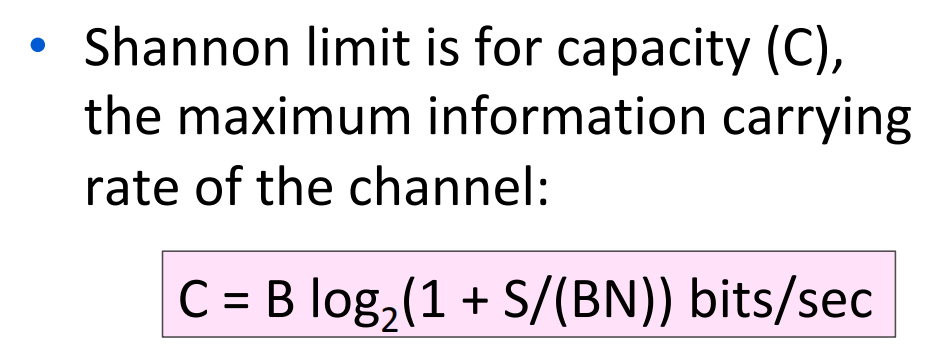 • Shannon limit is for capacity (C),
the maximum information carrying
rate of the channel:
C = B log₂(1 + S/(BN)) bits/sec